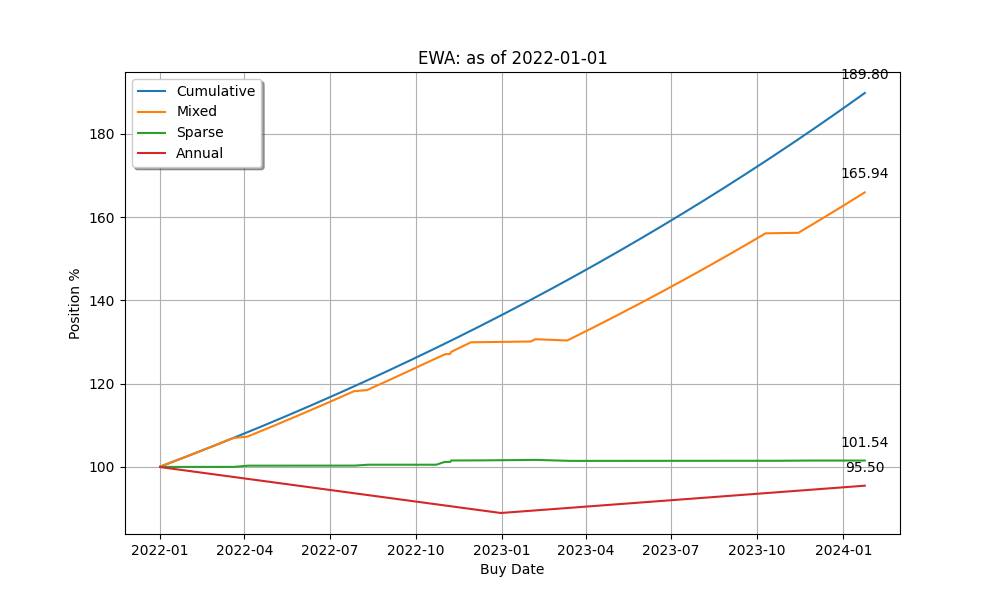 EWA: as of 2022-01-01
Cumulative
Mixed
Sparse
Annual
189.80
165.94
101.54
95.50
Position %
180
160
140
120
100
2022-01 2022-04 2022-07 2022-10 2023-01 2023-04 2023-07 2023-10 2024-01
Buy Date